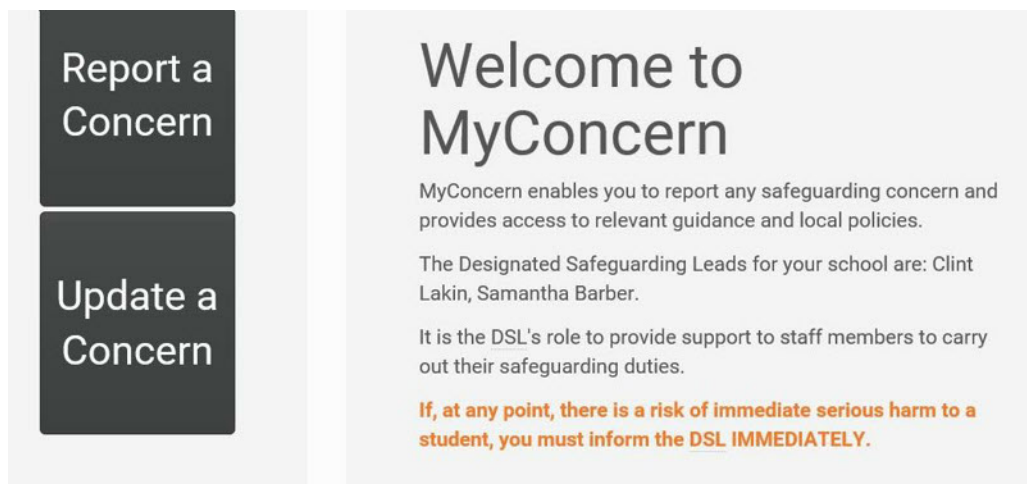 Report a
Concern
Update a
Concern
Welcome to
MyConcern
MyConcern enables you to report any safeguarding concern and
provides access to relevant guidance and local policies.
The Designated Safeguarding Leads for your school are: Clint
Lakin, Samantha Barber.
It is the DSL's role to provide support to staff members to carry
out their safeguarding duties.
If, at any point, there is a risk of immediate serious harm to a
student, you must inform the DSL IMMEDIATELY.